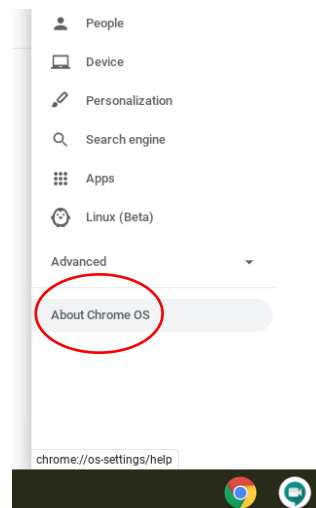 People
Device
Personalization
Search engine
Apps
Linux (Beta)
Advanced
About Chrome OS
chrome://os-settings/help